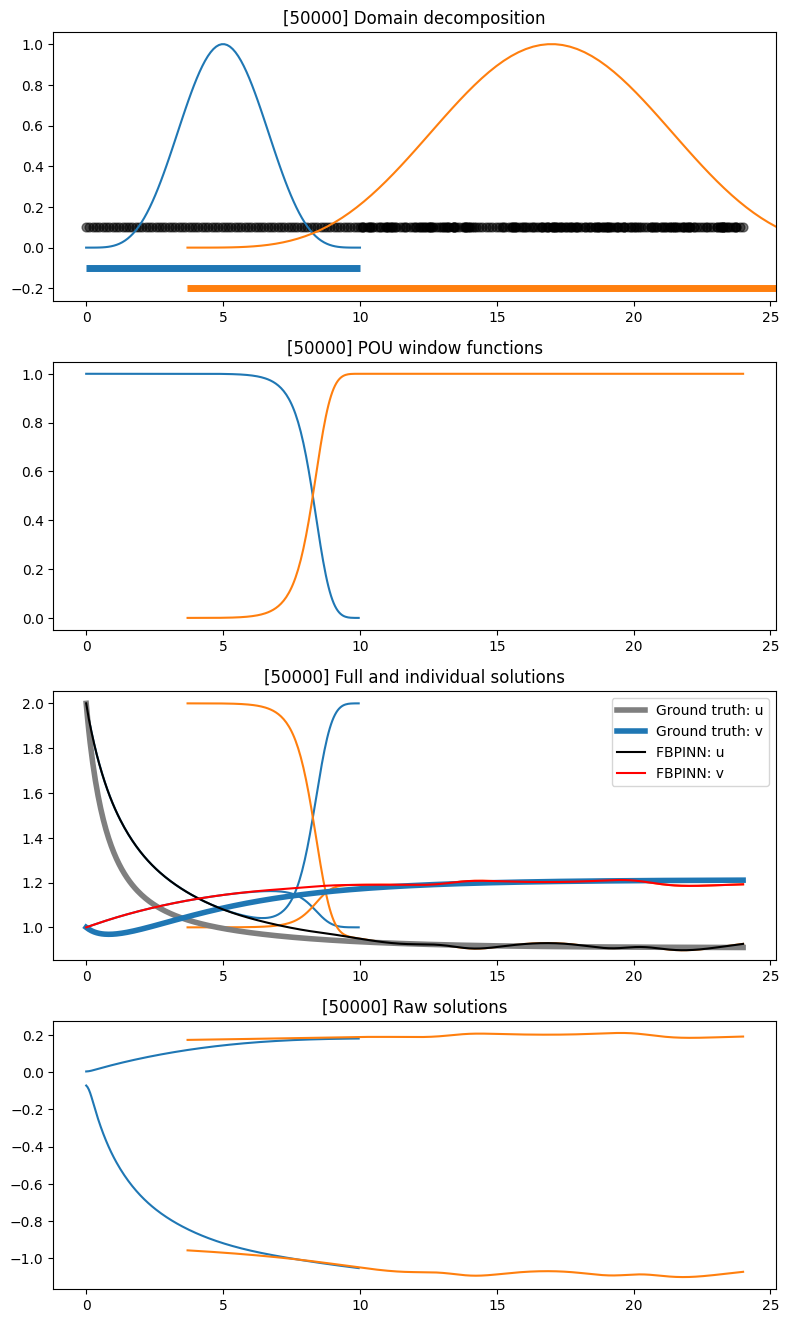 [50000] Domain decomposition
1.0
0.8
0.6
0.4
0.2
0.0
−0.2
0 5 10 15 20 25
[50000] POU window functions
1.0
0.8
0.6
0.4
0.2
0.0
0 5 10 15 20 25
[50000] Full and individual solutions
2.0
1.8
1.6
1.4
1.2
1.0
Ground truth: u
Ground truth: v
FBPINN: u
FBPINN: v
0 5 10 15 20 25
[50000] Raw solutions
0.2
0.0
−0.2
−0.4
−0.6
−0.8
−1.0
0 5 10 15 20 25